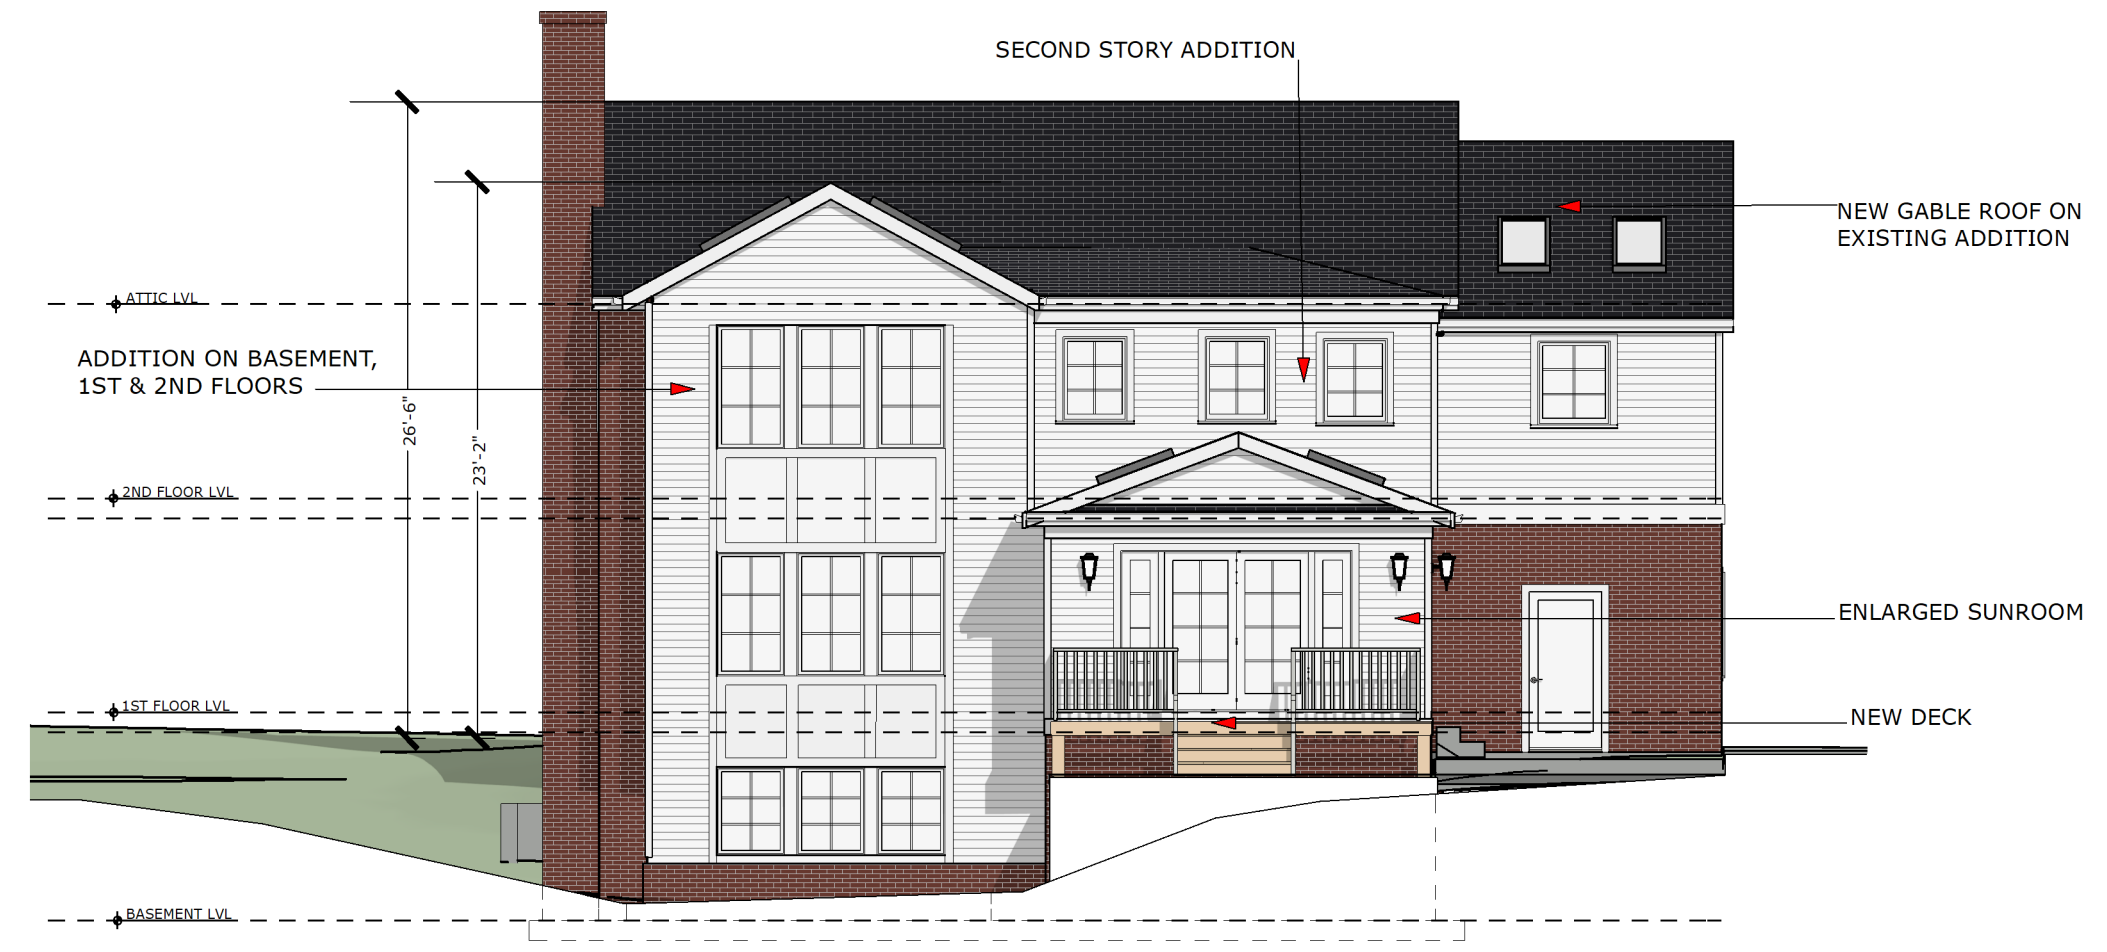 SECOND STORY ADDITION
NEW GABLE ROOF ON
EXISTING ADDITION
ATTIC LVL
ADDITION ON BASEMENT,
1ST & 2ND FLOORS
26'-6"
23'-2"
2ND FLOOR LVL
ENLARGED SUNROOM
1ST FLOOR LVL
NEW DECK
BASEMENT LVL